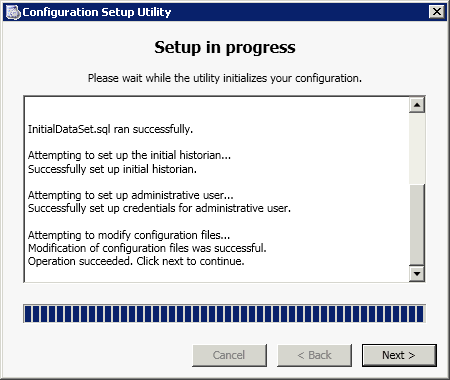 Configuration Setup Utility
Setup in progress
Please wait while the utility initializes your configuration.
InitialDataSet.sql ran successfully.
Attempting to set up the initial historian...
Successfully set up initial historian.
Attempting to set up administrative user...
Successfully set up credentials for administrative user.
Attempting to modify configuration files...
Modification of configuration files was successful.
Operation succeeded. Click next to continue.
Cancel
< Back
Next >